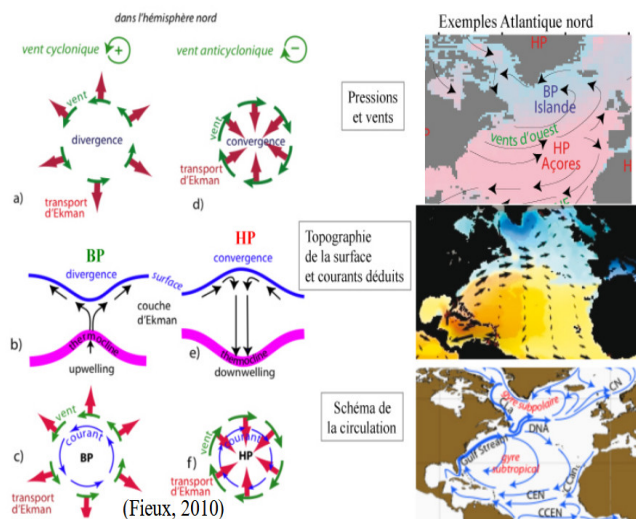 dans l'hémisphère nord
vent cyclonique +
vent anticyclonique −
vent
divergence
transport
d'Ekman
a)
vent
convergence
transport
d'Ekman
d)
Pressions
et vents
Exemples Atlantique nord
HP
BP
Islande
vents d'ouest
HP
Açores
BP
divergence
surface
couche
d'Ekman
thermocline
upwelling
b)
HP
convergence
thermocline
downwelling
e)
Topographie
de la surface
et courants déduits
vent
courant
BP
c)
transport
d'Ekman
vent
courant
HP
f)
transport
d'Ekman
(Fieux, 2010)
Schéma de
la circulation
gyre subpolaire
CLa
CN
DNA
Gulf Stream
gyre
subtropical
CCan
CEN
CCEN